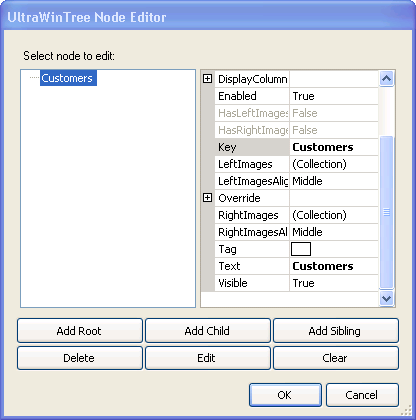 UltraWinTree Node Editor
Select node to edit:
Customers
DisplayColumn
Enabled True
HasLeftImages False
HasRightImage False
Key Customers
LeftImages (Collection)
LeftImagesAlig Middle
Override
RightImages (Collection)
RightImagesAl Middle
Tag
Text Customers
Visible True
Add Root Add Child Add Sibling
Delete Edit Clear
OK Cancel